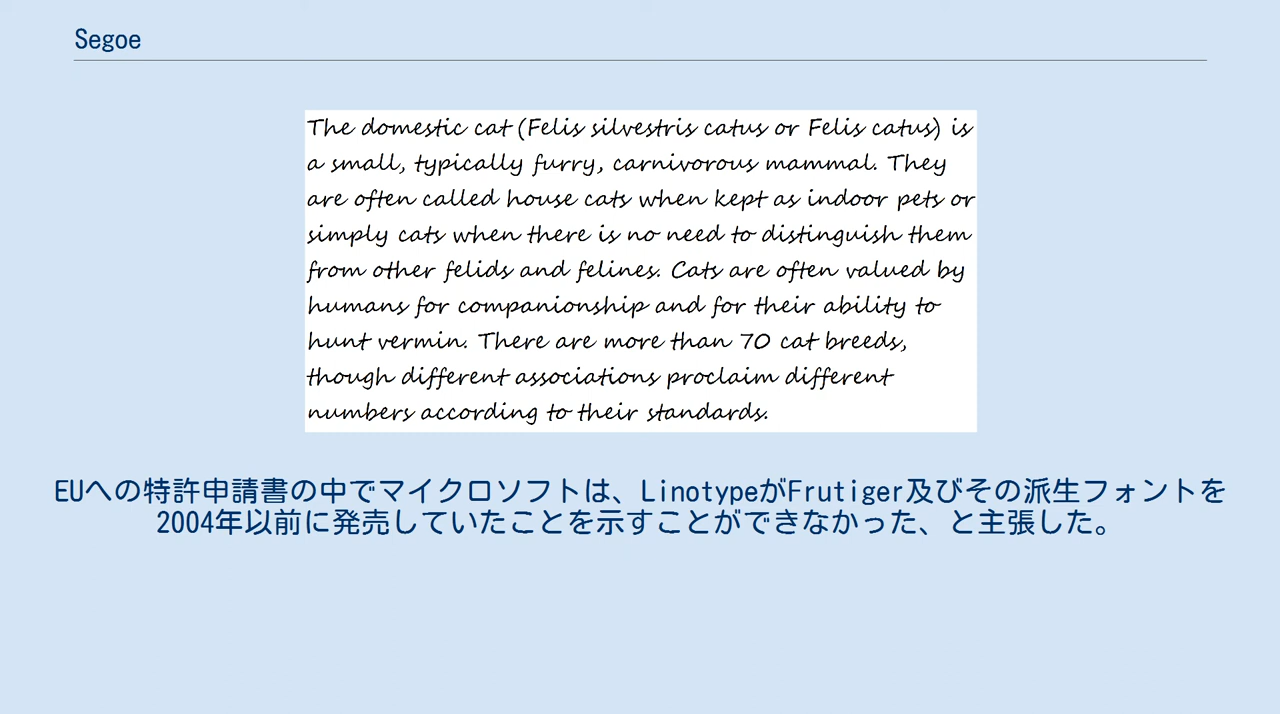 Segoe
The domestic cat (Felis silvestris catus or Felis catus) is
a small, typically furry, carnivorous mammal. They
are often called house cats when kept as indoor pets or
simply cats when there is no need to distinguish them
from other felids and felines. Cats are often valued by
humans for companionship and for their ability to
hunt vermin. There are more than 70 cat breeds,
though different associations proclaim different
numbers according to their standards.
EUへの特許申請書の中でマイクロソフトは、LinotypeがFrutiger及びその派生フォントを
2004年以前に発売していたことを示すことができなかった、と主張した。